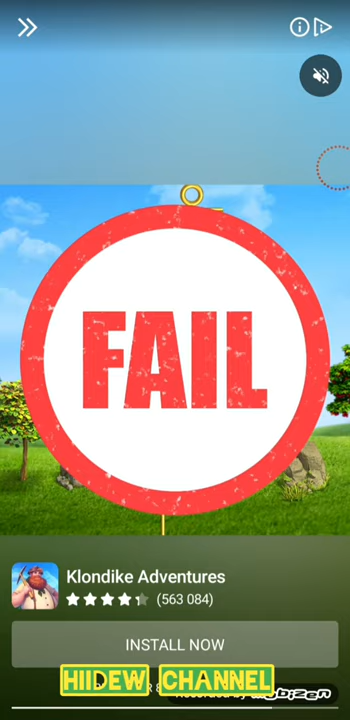 FAIL
Klondike Adventures
(563 084)
INSTALL NOW
HIIDEW CHANNEL